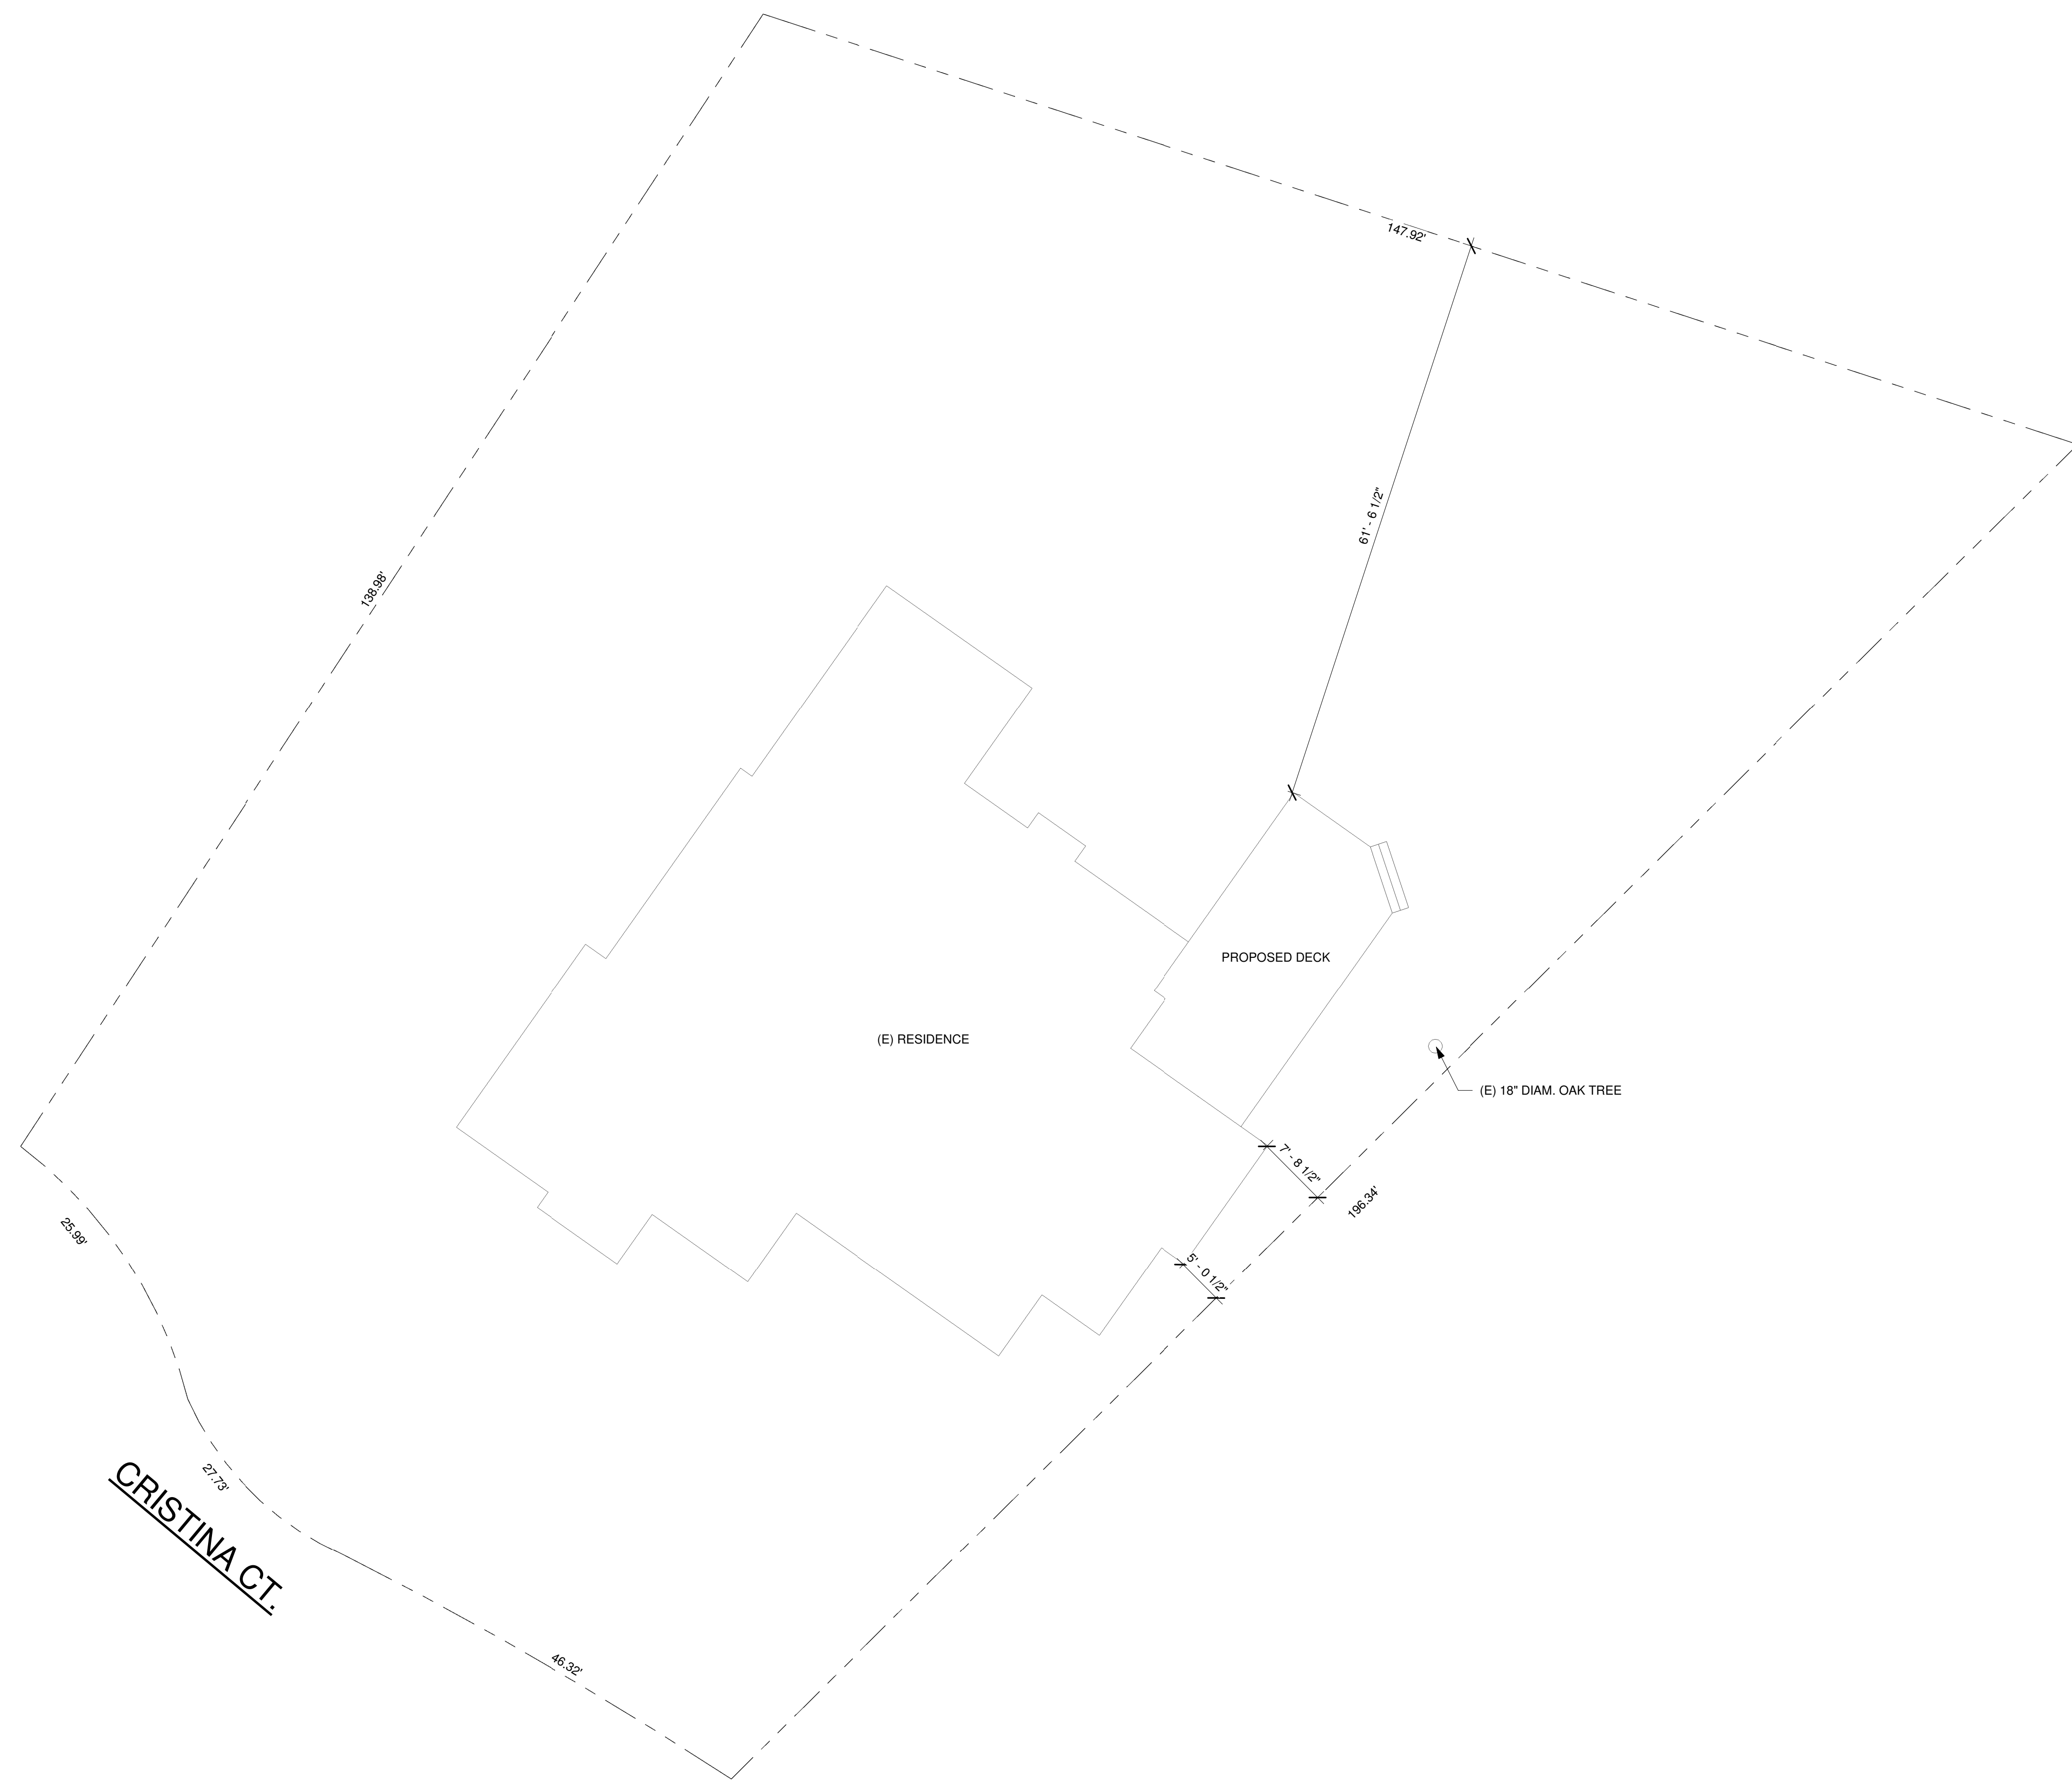 147.92'
61' - 6 1/2"
138.98'
PROPOSED DECK
(E) RESIDENCE
(E) 18" DIAM. OAK TREE
7' - 8 1/2"
196.34'
25.99'
5' - 0 1/2"
27.73'
CRISTINA CT.
46.32'